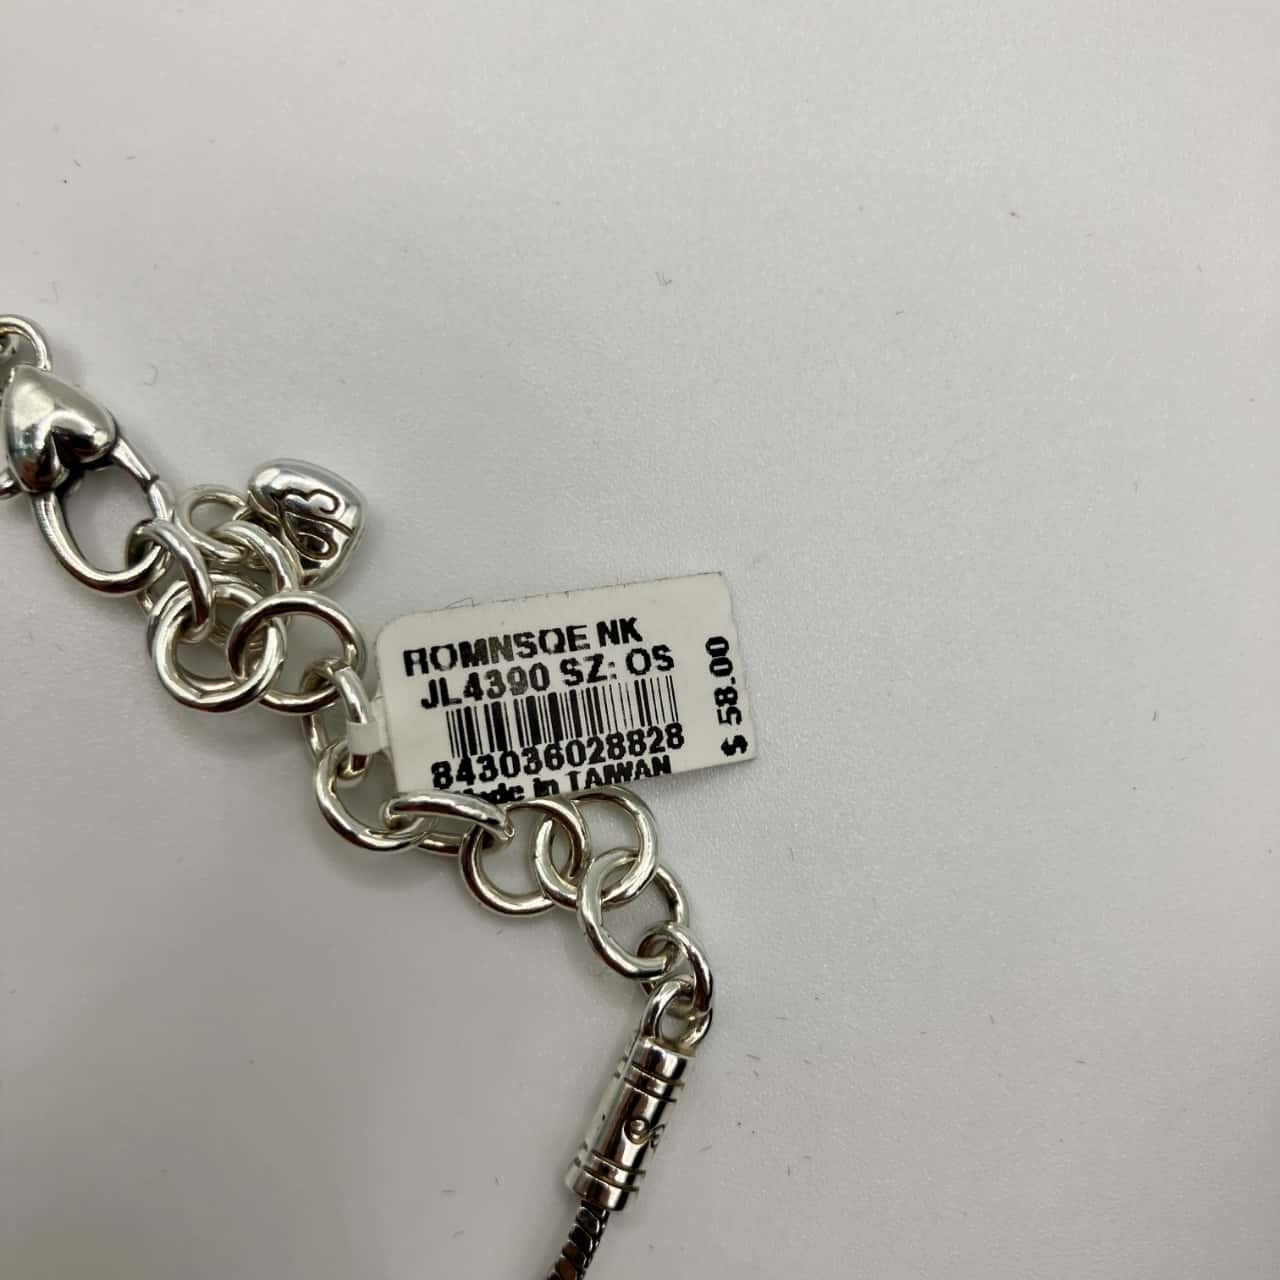 ROMNSQE NK
JL4390 SZ: OS
843036028828
Made in TAIWAN
$ 58.00